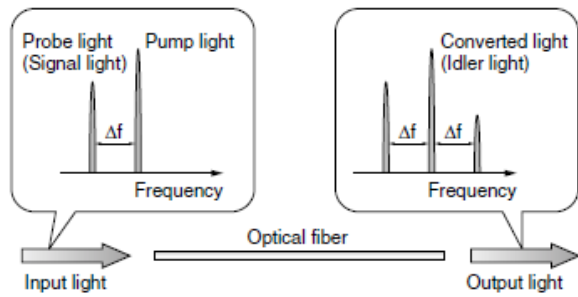 Probe light
(Signal light)
Pump light
Δf
Frequency
Converted light
(Idler light)
Δf
Δf
Frequency
Optical fiber
Input light
Output light